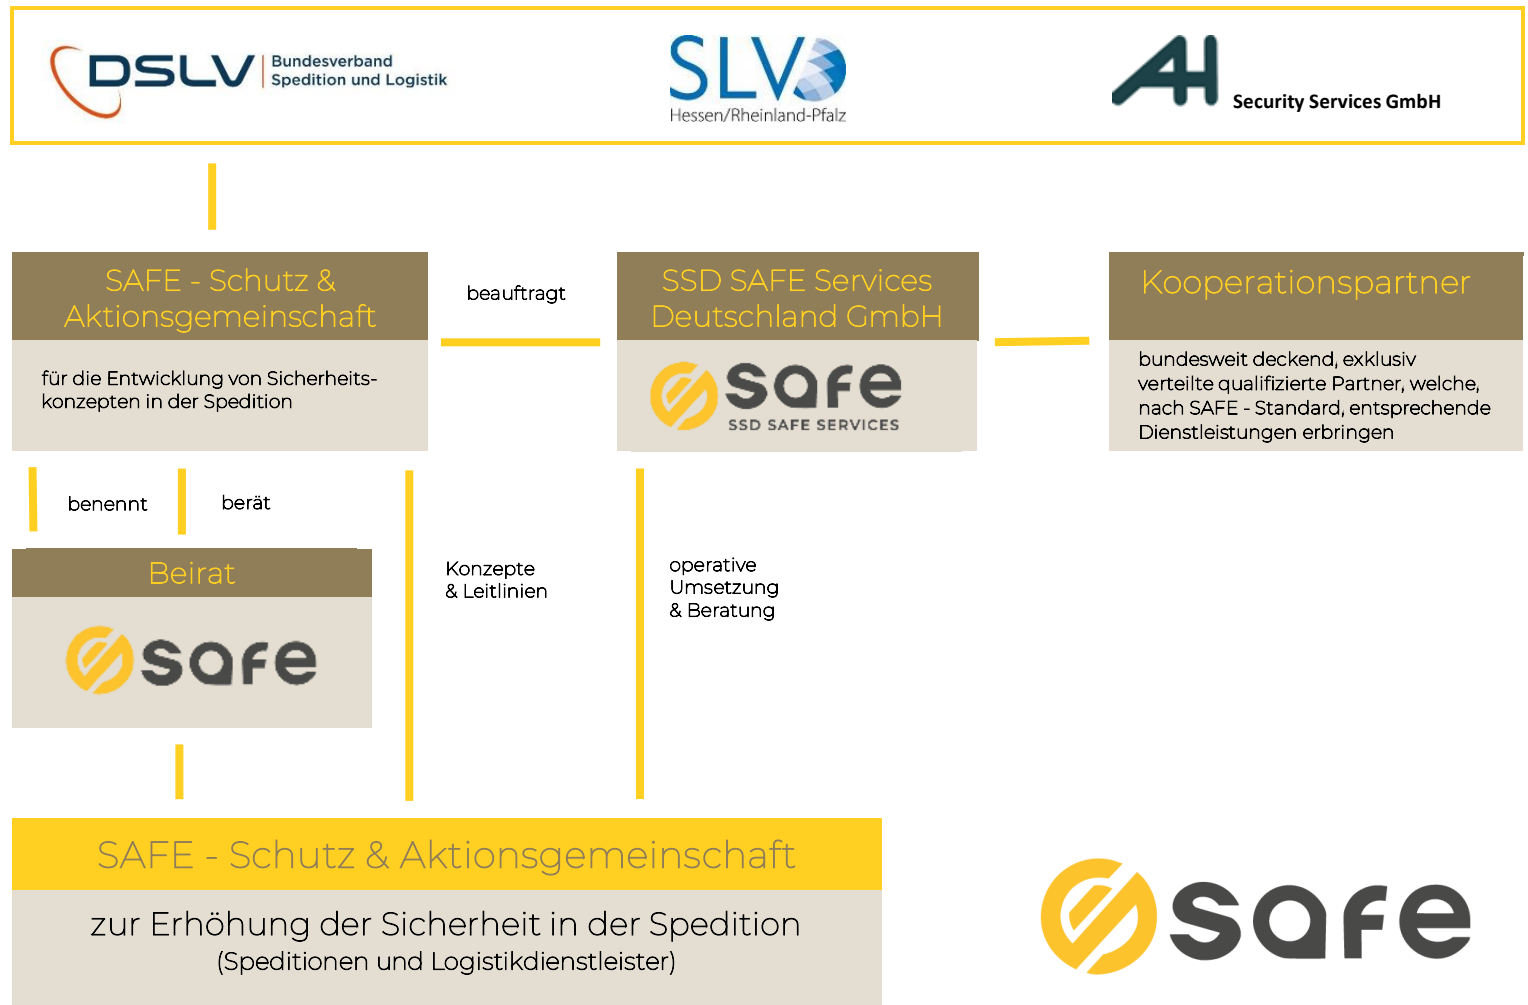 DSLV
Bundesverband
Spedition und Logistik
SLV
Hessen/Rheinland-Pfalz
AH
Security Services GmbH
SAFE - Schutz &
Aktionsgemeinschaft
für die Entwicklung von Sicherheits-
konzepten in der Spedition
beauftragt
SSD SAFE Services
Deutschland GmbH
safe
SSD SAFE SERVICES
Kooperationspartner
bundesweit deckend, exklusiv
verteilte qualifizierte Partner, welche,
nach SAFE - Standard, entsprechende
Dienstleistungen erbringen
benennt
berät
Beirat
safe
Konzepte
& Leitlinien
operative
Umsetzung
& Beratung
SAFE - Schutz & Aktionsgemeinschaft
zur Erhöhung der Sicherheit in der Spedition
(Speditionen und Logistikdienstleister)
safe